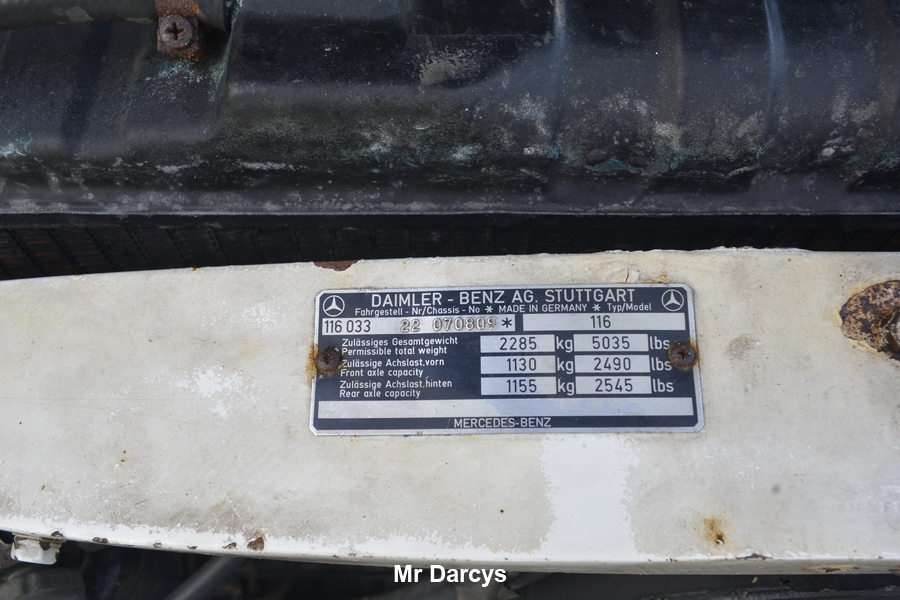 DAIMLER - BENZ AG. STUTTGART
Fahrgestell - Nr/Chassis - No * MADE IN GERMANY * Typ/Model
116 033 22 070809 * 116
Zulässiges Gesamtgewicht
Permissible total weight 2285 kg 5035 lbs
Zulässige Achslast,vorn
Front axle capacity 1130 kg 2490 lbs
Zulässige Achslast,hinten
Rear axle capacity 1155 kg 2545 lbs
MERCEDES-BENZ
Mr Darcys